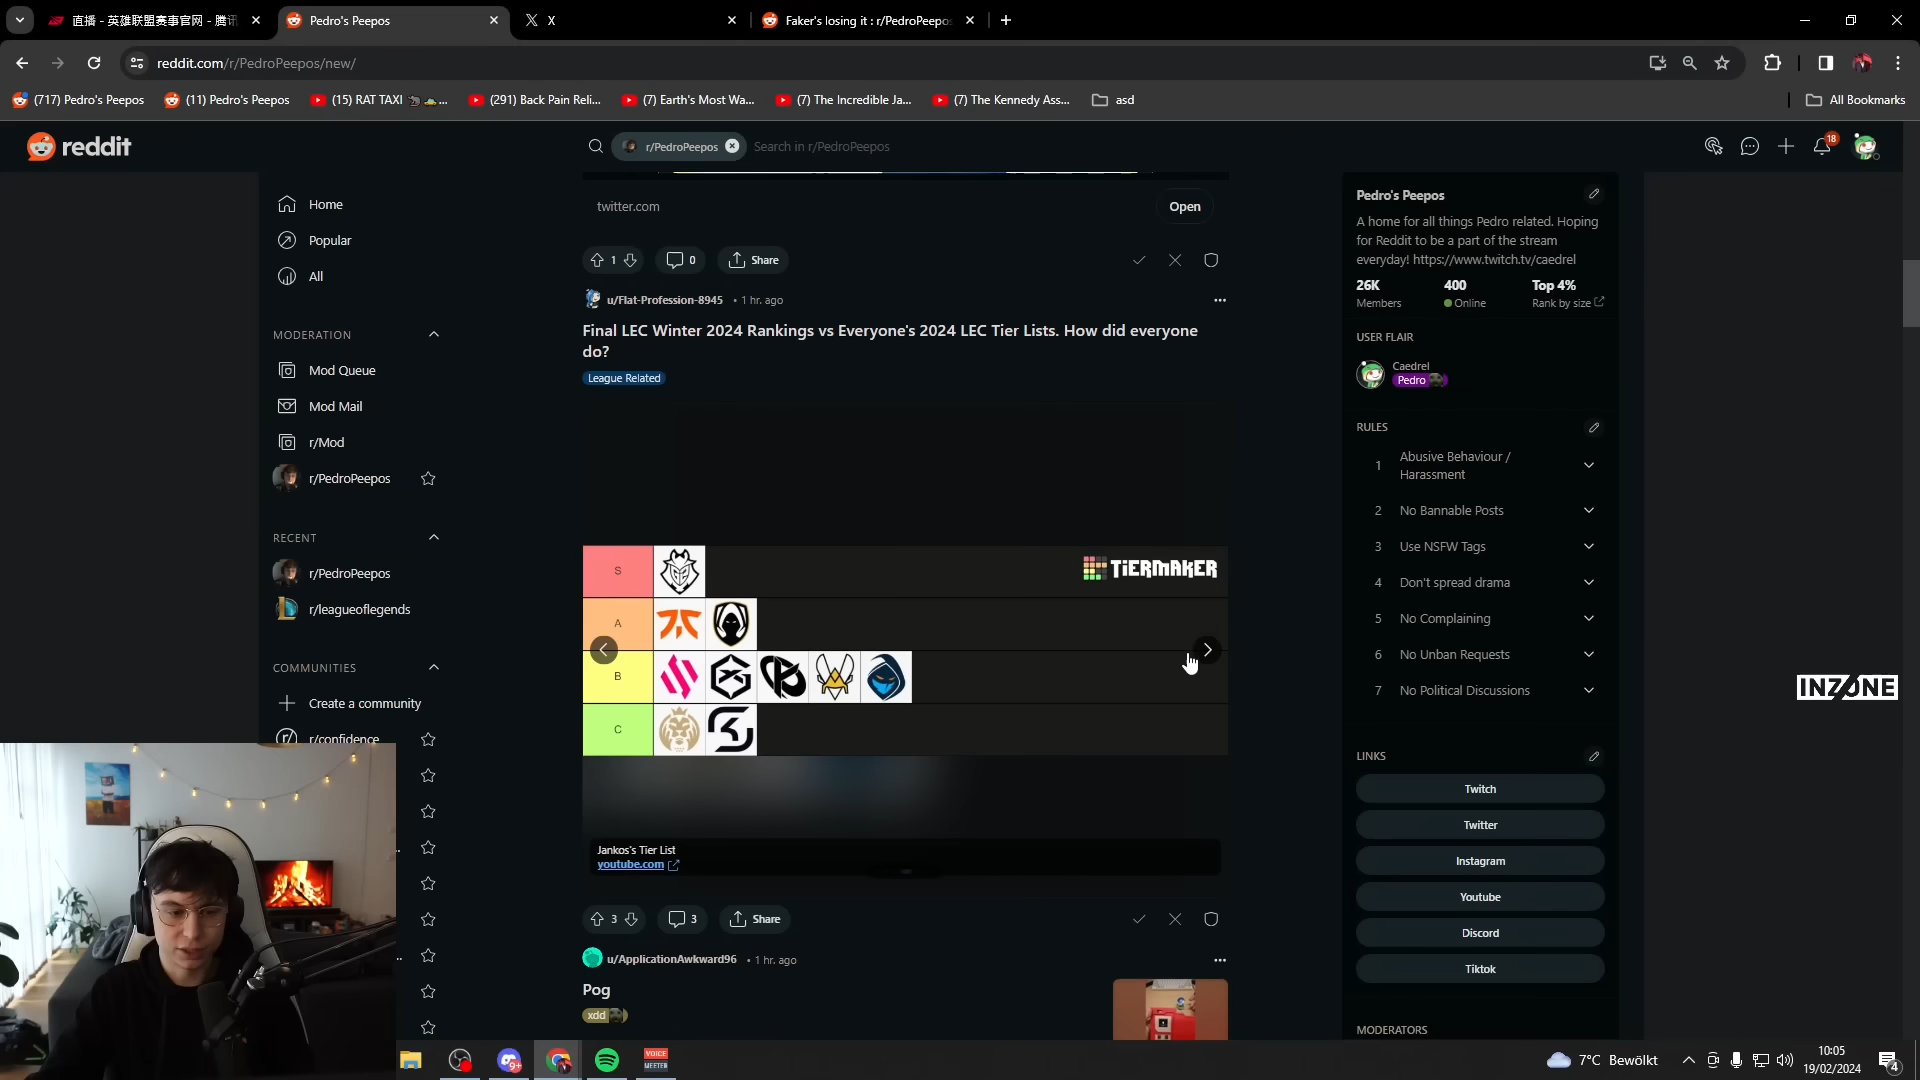 直播 - 英雄联盟赛事官网 - 腾讯
Pedro's Peepos
X
Faker's losing it : r/PedroPeepos
reddit.com/r/PedroPeepos/new/
(717) Pedro's Peepos
(11) Pedro's Peepos
(15) RAT TAXI 🐀🐢...
(291) Back Pain Reli...
(7) Earth's Most Wa...
(7) The Incredible Ja...
(7) The Kennedy Ass...
asd
All Bookmarks
reddit
r/PedroPeepos
Search in r/PedroPeepos
18
Home
Popular
All
MODERATION
Mod Queue
Mod Mail
r/Mod
r/PedroPeepos
RECENT
r/PedroPeepos
r/leagueoflegends
COMMUNITIES
Create a community
r/confidence
twitter.com
Open
1
0
Share
u/Flat-Profession-8945 • 1 hr. ago
Final LEC Winter 2024 Rankings vs Everyone's 2024 LEC Tier Lists. How did everyone
do?
League Related
S
TIERMAKER
A
B
C
Jankos's Tier List
youtube.com
3
3
Share
u/ApplicationAwkward96 • 1 hr. ago
Pog
xdd
Pedro's Peepos
A home for all things Pedro related. Hoping
for Reddit to be a part of the stream
everyday! https://www.twitch.tv/caedrel
26K
400
Top 4%
Members
Online
Rank by size
USER FLAIR
Caedrel
Pedro
RULES
1 Abusive Behaviour /
Harassment
2 No Bannable Posts
3 Use NSFW Tags
4 Don't spread drama
5 No Complaining
6 No Unban Requests
7 No Political Discussions
LINKS
Twitch
Twitter
Instagram
Youtube
Discord
Tiktok
MODERATORS
INZONE
9+
VOICE
MEETER
7°C Bewölkt
10:05
19/02/2024
4